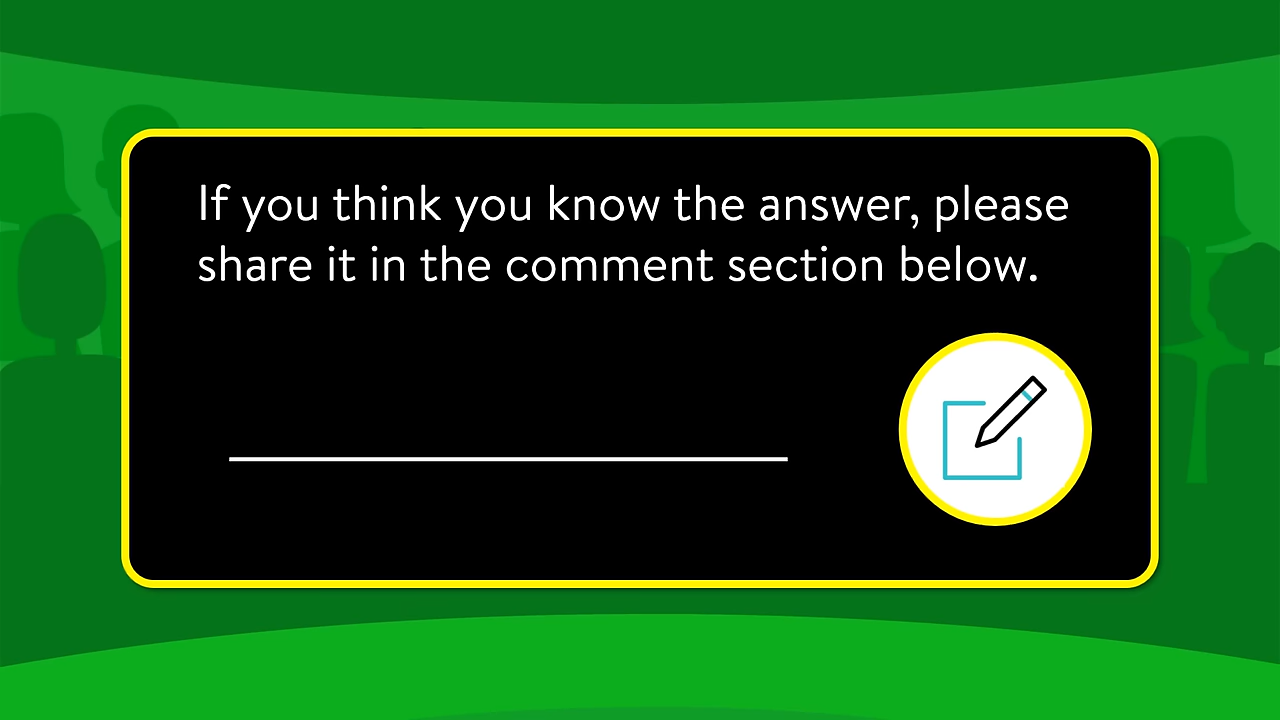 If you think you know the answer, please
share it in the comment section below.